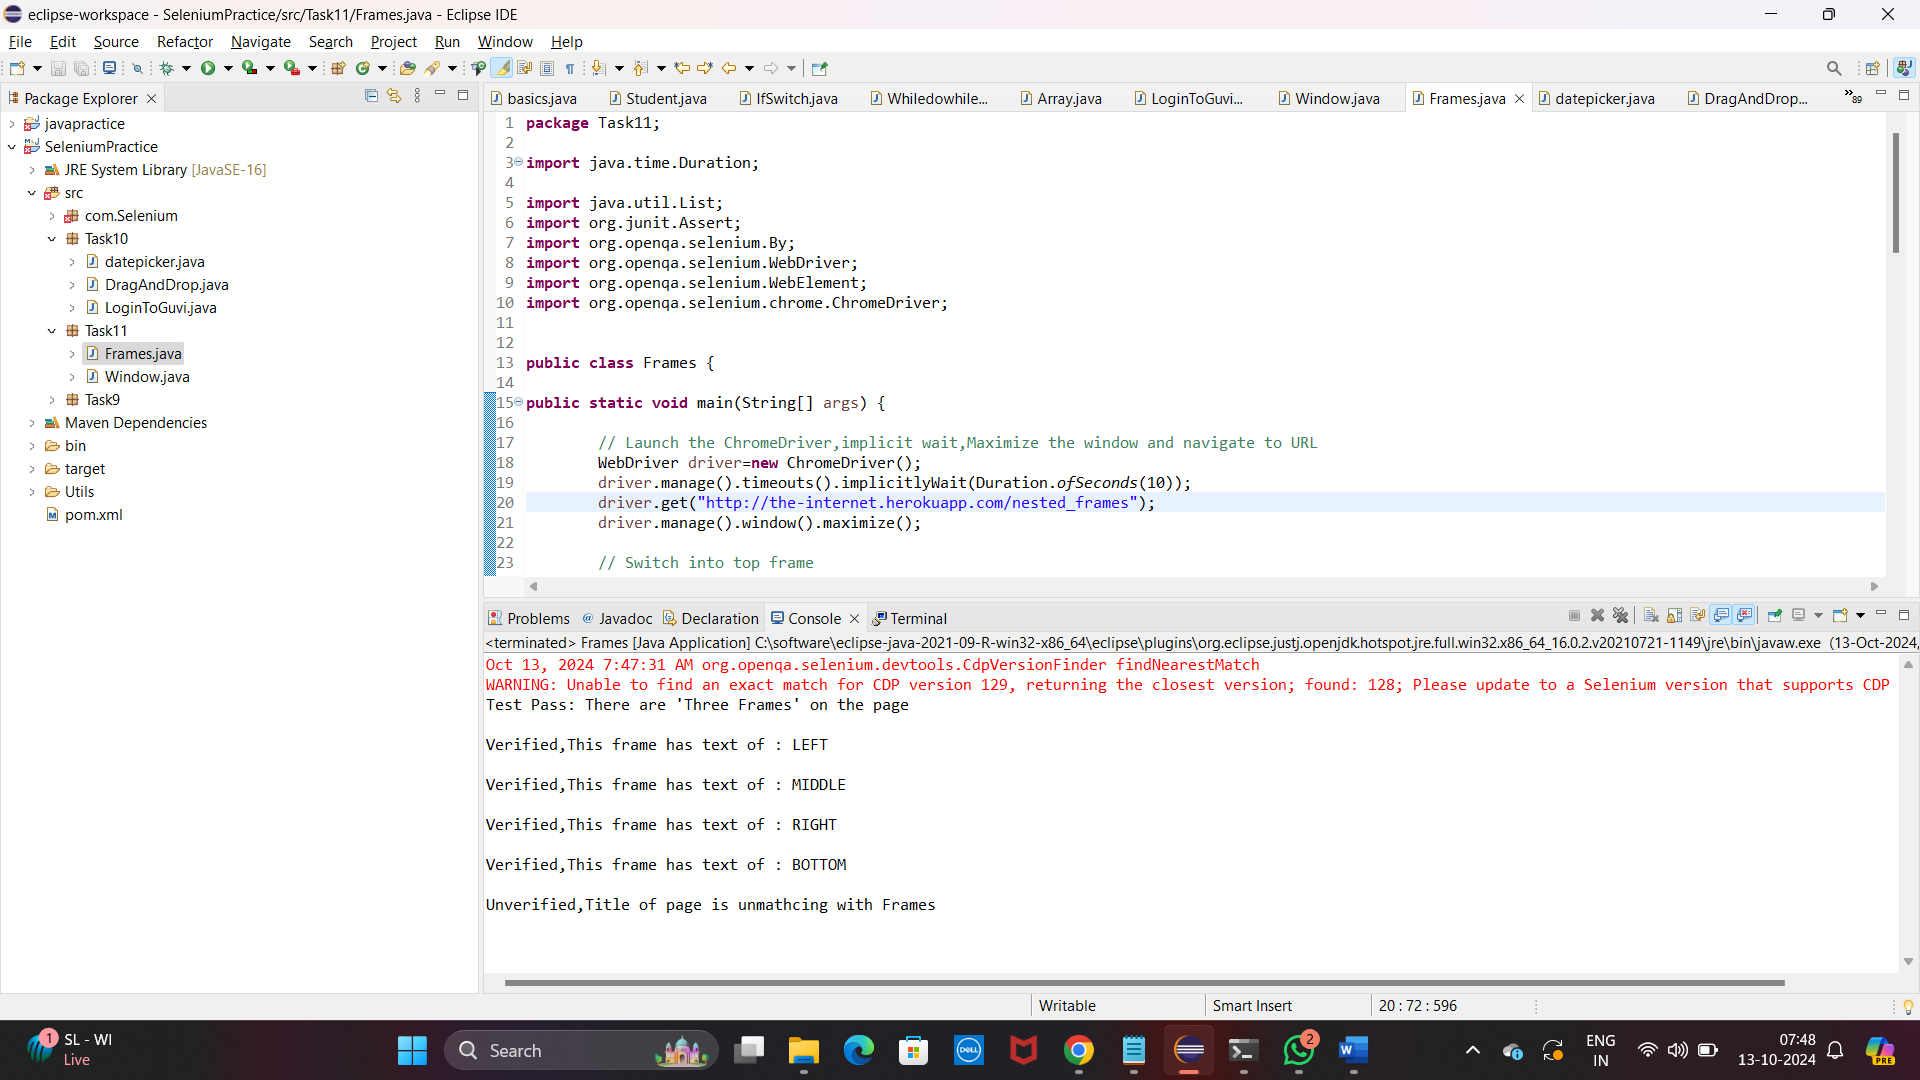 eclipse-workspace - SeleniumPractice/src/Task11/Frames.java - Eclipse IDE
File Edit Source Refactor Navigate Search Project Run Window Help
Package Explorer
javapractice
SeleniumPractice
JRE System Library [JavaSE-16]
src
com.Selenium
Task10
datepicker.java
DragAndDrop.java
LoginToGuvi.java
Task11
Frames.java
Window.java
Task9
Maven Dependencies
bin
target
Utils
pom.xml
basics.java Student.java IfSwitch.java Whiledowhile... Array.java LoginToGuvi... Window.java Frames.java datepicker.java DragAndDrop... »89
1 package Task11;
2
3 import java.time.Duration;
4
5 import java.util.List;
6 import org.junit.Assert;
7 import org.openqa.selenium.By;
8 import org.openqa.selenium.WebDriver;
9 import org.openqa.selenium.WebElement;
10 import org.openqa.selenium.chrome.ChromeDriver;
11
12
13 public class Frames {
14
15 public static void main(String[] args) {
16
17 // Launch the ChromeDriver,implicit wait,Maximize the window and navigate to URL
18 WebDriver driver=new ChromeDriver();
19 driver.manage().timeouts().implicitlyWait(Duration.ofSeconds(10));
20 driver.get("http://the-internet.herokuapp.com/nested_frames");
21 driver.manage().window().maximize();
22
23 // Switch into top frame
Problems Javadoc Declaration Console Terminal
<terminated> Frames [Java Application] C:\software\eclipse-java-2021-09-R-win32-x86_64\eclipse\plugins\org.eclipse.justj.openjdk.hotspot.jre.full.win32.x86_64_16.0.2.v20210721-1149\jre\bin\javaw.exe (13-Oct-2024,
Oct 13, 2024 7:47:31 AM org.openqa.selenium.devtools.CdpVersionFinder findNearestMatch
WARNING: Unable to find an exact match for CDP version 129, returning the closest version; found: 128; Please update to a Selenium version that supports CDP
Test Pass: There are 'Three Frames' on the page
Verified,This frame has text of : LEFT
Verified,This frame has text of : MIDDLE
Verified,This frame has text of : RIGHT
Verified,This frame has text of : BOTTOM
Unverified,Title of page is unmathcing with Frames
Writable Smart Insert 20 : 72 : 596
1 SL - WI
Live
Search
DELL
2
W
PRE
ENG
IN
07:48
13-10-2024